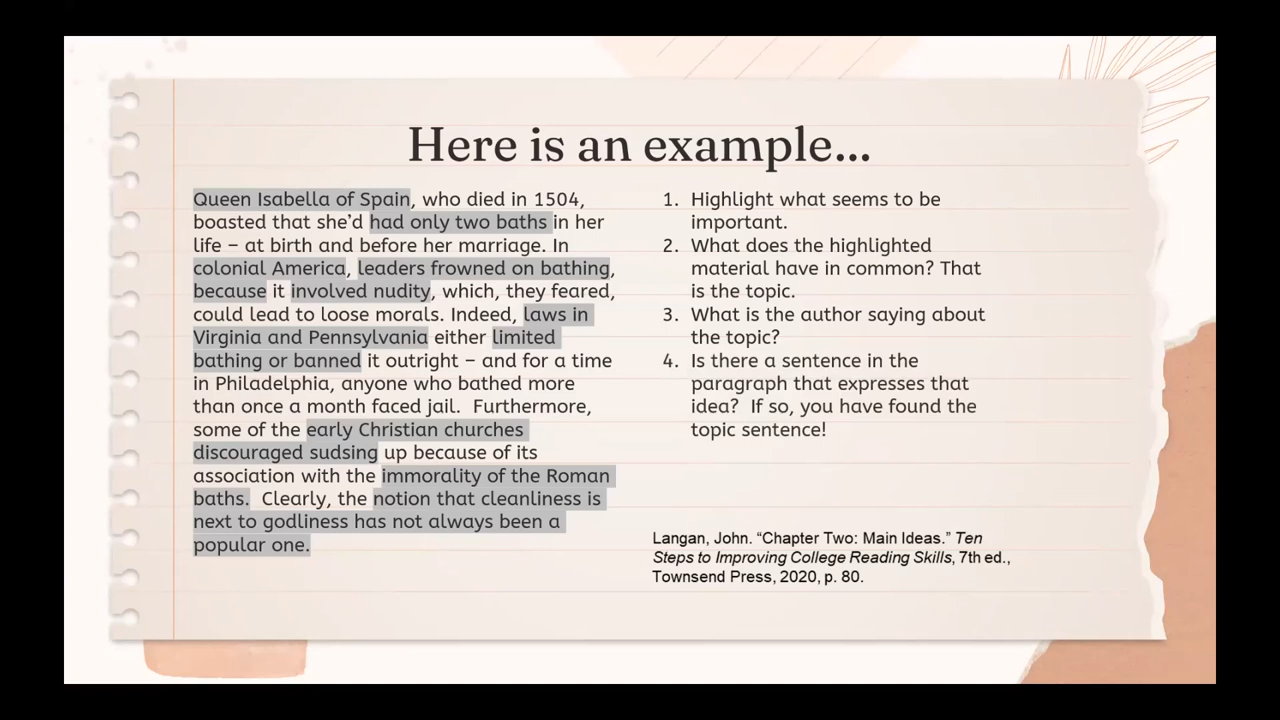 Here is an example...
Queen Isabella of Spain, who died in 1504,
boasted that she’d had only two baths in her
life – at birth and before her marriage. In
colonial America, leaders frowned on bathing,
because it involved nudity, which, they feared,
could lead to loose morals. Indeed, laws in
Virginia and Pennsylvania either limited
bathing or banned it outright – and for a time
in Philadelphia, anyone who bathed more
than once a month faced jail.  Furthermore,
some of the early Christian churches
discouraged sudsing up because of its
association with the immorality of the Roman
baths.  Clearly, the notion that cleanliness is
next to godliness has not always been a
popular one.
1. Highlight what seems to be
important.
2. What does the highlighted
material have in common? That
is the topic.
3. What is the author saying about
the topic?
4. Is there a sentence in the
paragraph that expresses that
idea?  If so, you have found the
topic sentence!
Langan, John. “Chapter Two: Main Ideas.” Ten
Steps to Improving College Reading Skills, 7th ed.,
Townsend Press, 2020, p. 80.